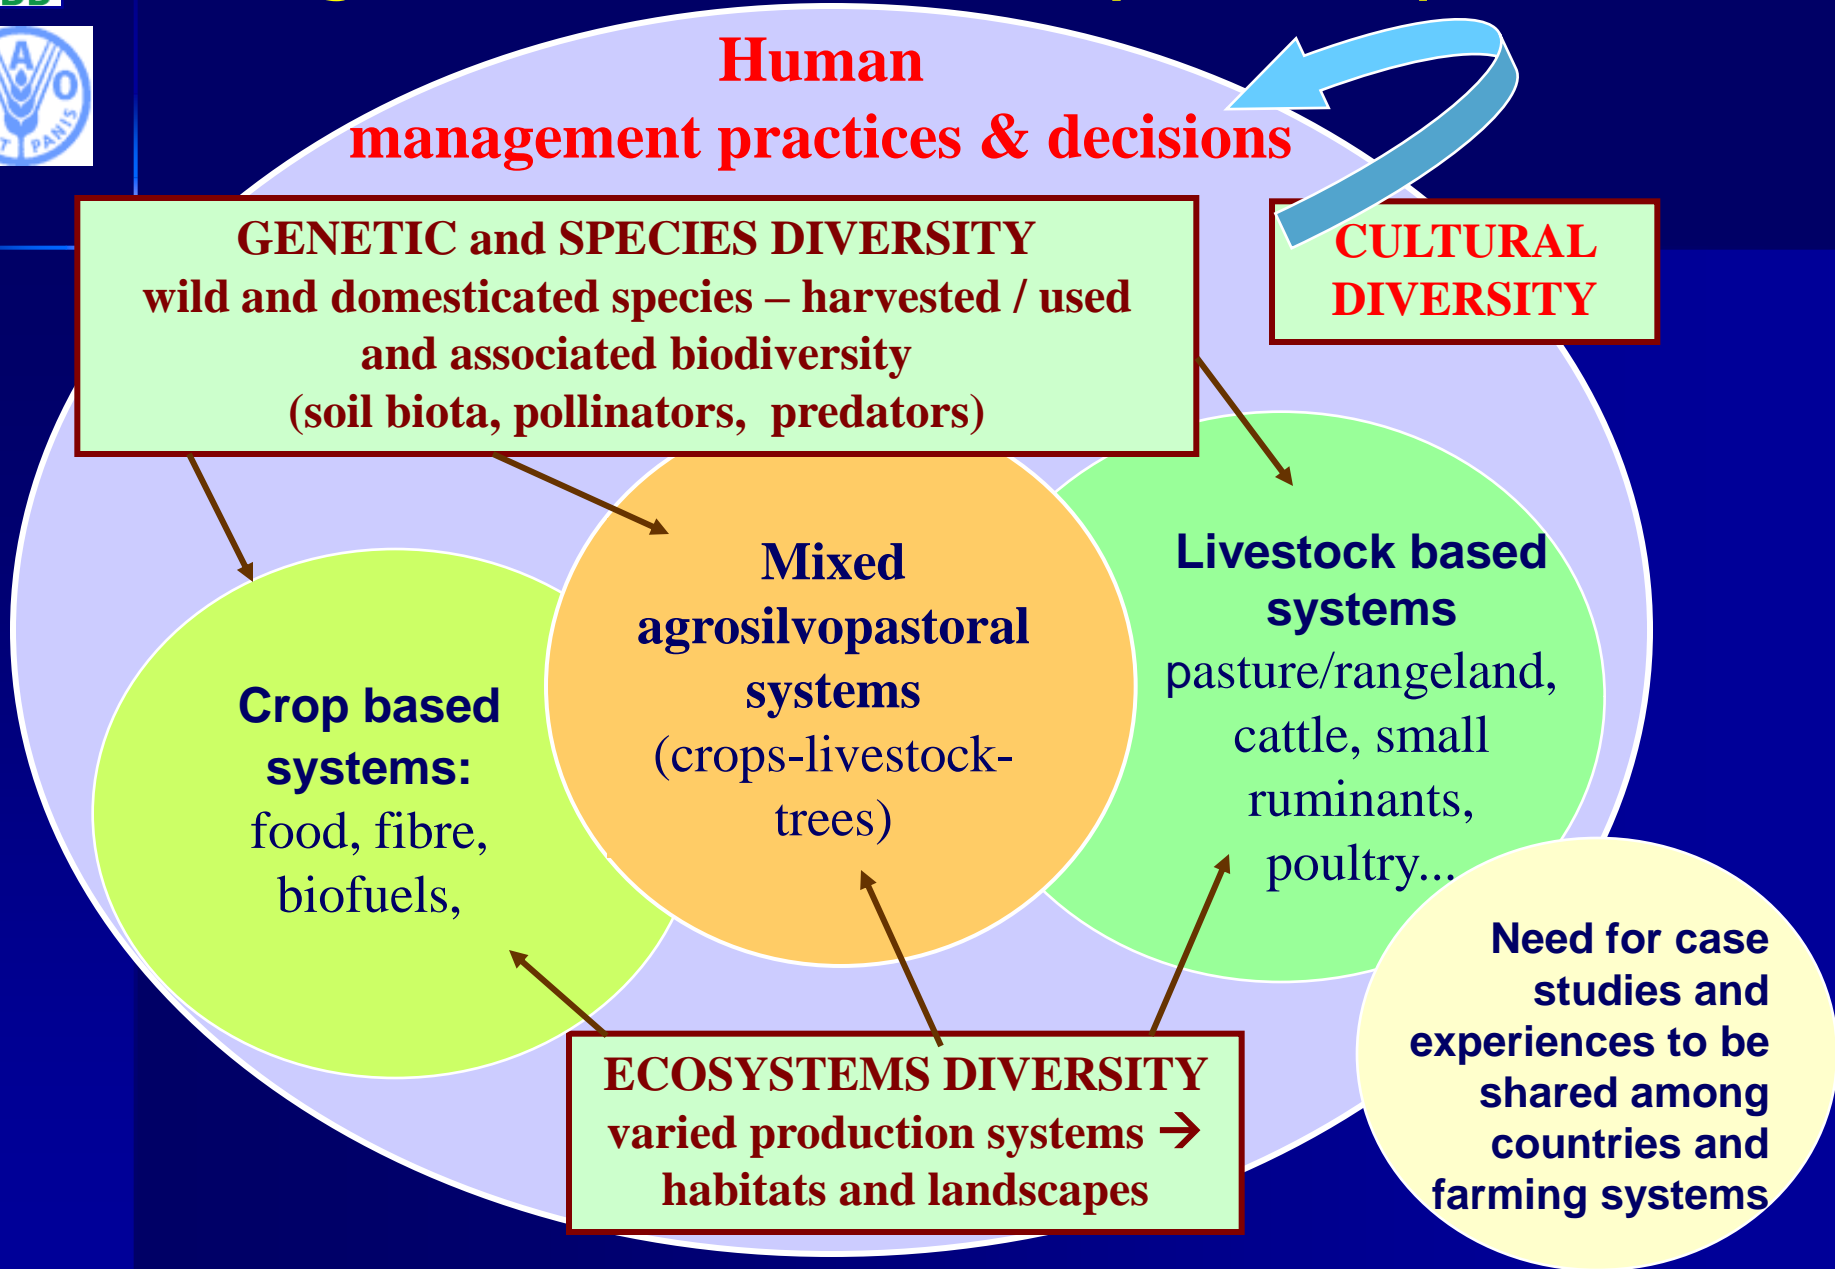 Human
management practices & decisions
GENETIC and SPECIES DIVERSITY
wild and domesticated species – harvested / used
and associated biodiversity
(soil biota, pollinators, predators)
CULTURAL
DIVERSITY
Mixed
agrosilvopastoral
systems
(crops-livestock-
trees)
Livestock based
systems
pasture/rangeland,
cattle, small
ruminants,
poultry...
Crop based
systems:
food, fibre,
biofuels,
ECOSYSTEMS DIVERSITY
varied production systems →
habitats and landscapes
Need for case
studies and
experiences to be
shared among
countries and
farming systems
A O
PANIS